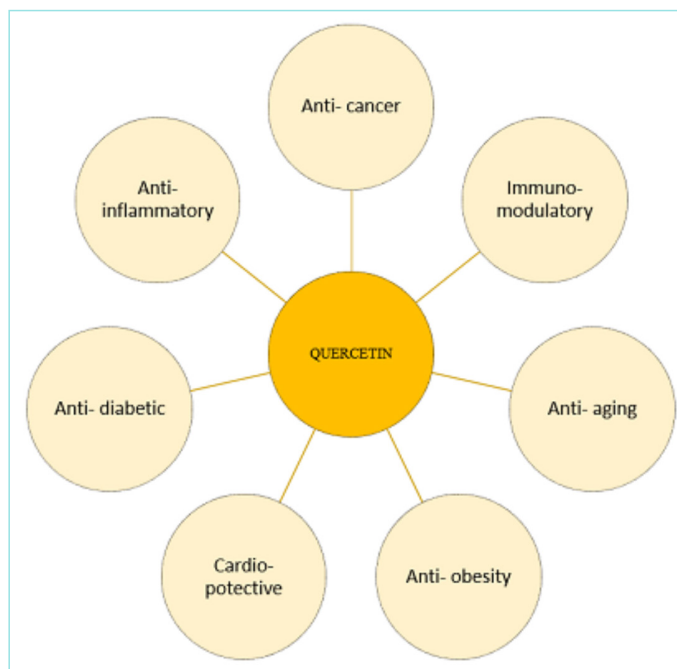 Anti- cancer
Immuno-
modulatory
Anti-
inflammatory
QUERCETIN
Anti- diabetic
Anti- aging
Cardio-
potective
Anti- obesity